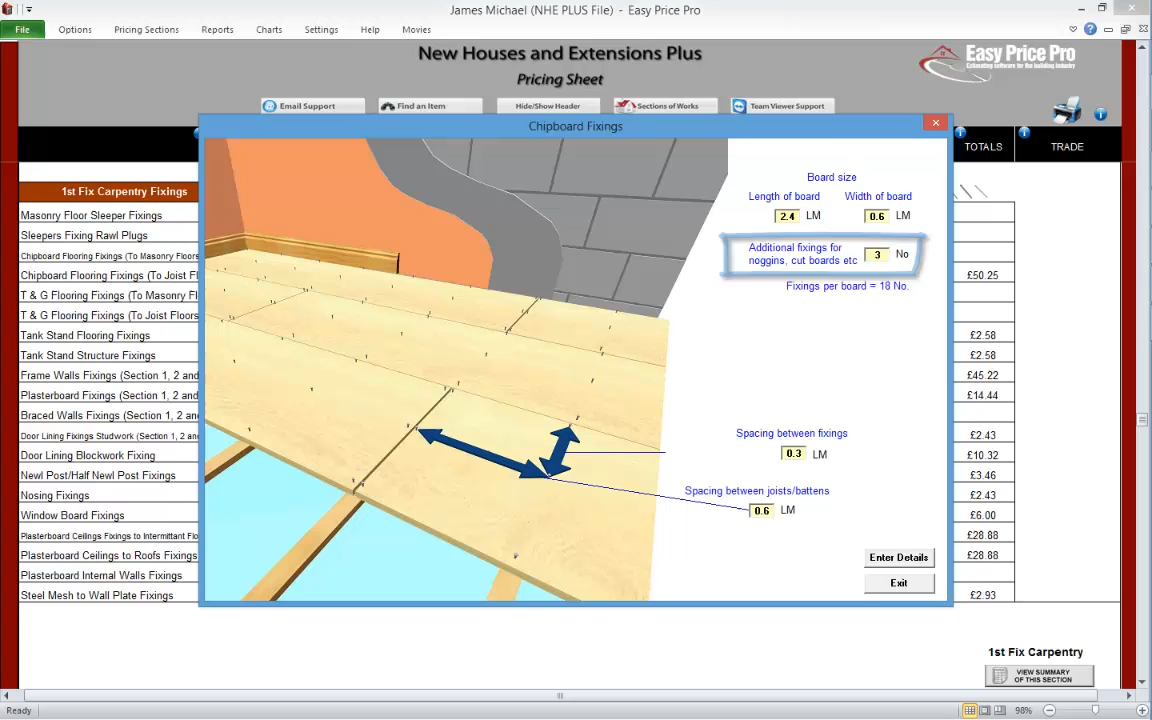 James Michael (NHE PLUS File) - Easy Price Pro
File Options Pricing Sections Reports Charts Settings Help Movies
New Houses and Extensions Plus
Pricing Sheet
Easy Price Pro
Estimating software for the building industry
Email Support Find an Item Hide/Show Header Sections of Works Team Viewer Support
Chipboard Fixings
TOTALS TRADE
1st Fix Carpentry Fixings
Masonry Floor Sleeper Fixings
Sleepers Fixing Rawl Plugs
Chipboard Flooring Fixings (To Masonry Floors
Chipboard Flooring Fixings (To Joist Fl £50.25
T & G Flooring Fixings (To Masonry Fl
T & G Flooring Fixings (To Joist Floors
Tank Stand Flooring Fixings £2.58
Tank Stand Structure Fixings £2.58
Frame Walls Fixings (Section 1, 2 and £45.22
Plasterboard Fixings (Section 1, 2 and £14.44
Braced Walls Fixings (Section 1, 2 and
Door Lining Fixings Studwork (Section 1, 2 and £2.43
Door Lining Blockwork Fixing £10.32
Newl Post/Half Newl Post Fixings £3.46
Nosing Fixings £2.43
Window Board Fixings £6.00
Plasterboard Ceilings Fixings to Intermittant Flo £28.88
Plasterboard Ceilings to Roofs Fixings £28.88
Plasterboard Internal Walls Fixings
Steel Mesh to Wall Plate Fixings £2.93
Board size
Length of board Width of board
2.4 LM 0.6 LM
Additional fixings for
noggins, cut boards etc 3 No
Fixings per board = 18 No.
Spacing between fixings
0.3 LM
Spacing between joists/battens
0.6 LM
Enter Details
Exit
1st Fix Carpentry
VIEW SUMMARY
OF THIS SECTION
Ready 98%